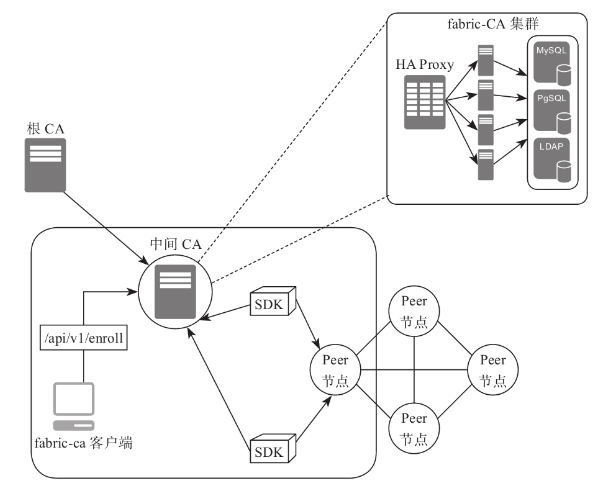 fabric-CA 集群
HA Proxy
MySQL
PgSQL
LDAP
根 CA
中间 CA
/api/v1/enroll
fabric-ca 客户端
SDK
SDK
Peer
节点
Peer
节点
Peer
节点
Peer
节点